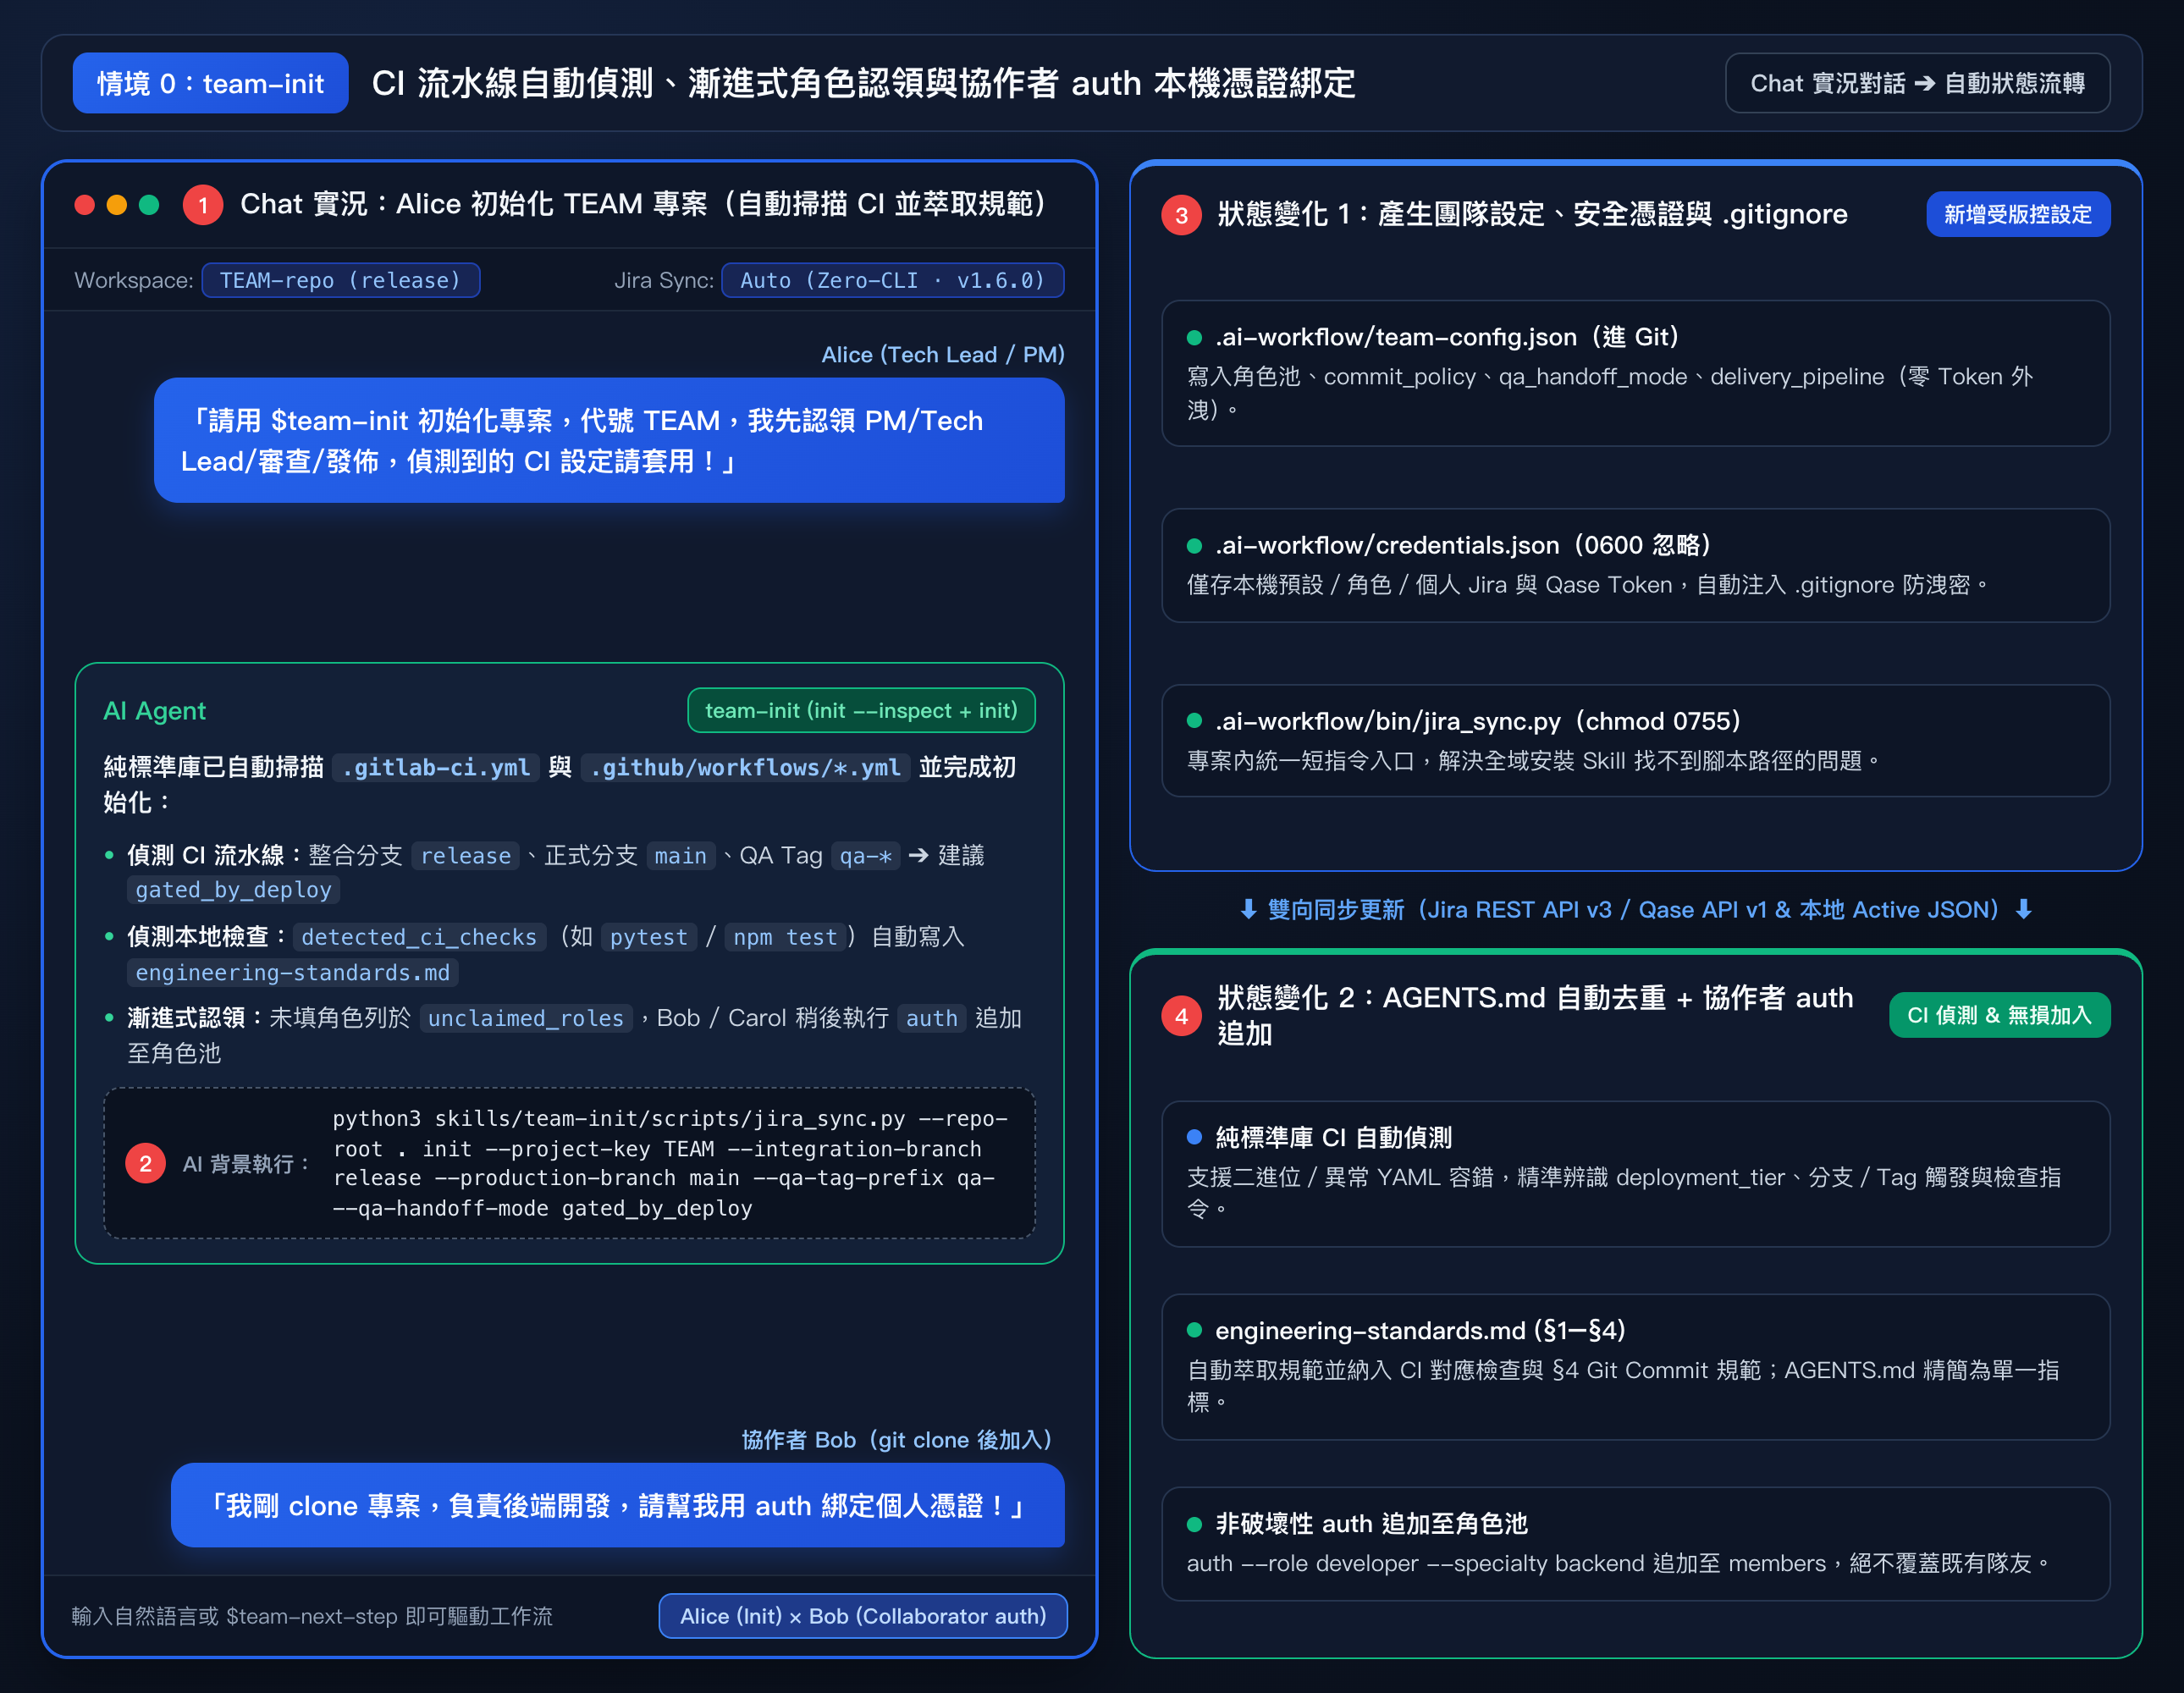 情境 0：team-init
CI 流水線自動偵測、漸進式角色認領與協作者 auth 本機憑證綁定
Chat 實況對話 ➔ 自動狀態流轉
1
Chat 實況：Alice 初始化 TEAM 專案（自動掃描 CI 並萃取規範）
Workspace: TEAM-repo (release)
Jira Sync: Auto (Zero-CLI · v1.6.0)
Alice (Tech Lead / PM)
「請用 $team-init 初始化專案，代號 TEAM，我先認領 PM/Tech
Lead/審查/發佈，偵測到的 CI 設定請套用！」
AI Agent
team-init (init --inspect + init)
純標準庫已自動掃描 .gitlab-ci.yml 與 .github/workflows/*.yml 並完成初
始化：
• 偵測 CI 流水線：整合分支 release、正式分支 main、QA Tag qa-* ➔ 建議
gated_by_deploy
• 偵測本地檢查：detected_ci_checks（如 pytest / npm test）自動寫入
engineering-standards.md
• 漸進式認領：未填角色列於 unclaimed_roles，Bob / Carol 稍後執行 auth 追加
至角色池
2
AI 背景執行：
python3 skills/team-init/scripts/jira_sync.py --repo-
root . init --project-key TEAM --integration-branch
release --production-branch main --qa-tag-prefix qa-
--qa-handoff-mode gated_by_deploy
協作者 Bob（git clone 後加入）
「我剛 clone 專案，負責後端開發，請幫我用 auth 綁定個人憑證！」
輸入自然語言或 $team-next-step 即可驅動工作流
Alice (Init) × Bob (Collaborator auth)
3
狀態變化 1：產生團隊設定、安全憑證與 .gitignore
新增受版控設定
.ai-workflow/team-config.json（進 Git）
寫入角色池、commit_policy、qa_handoff_mode、delivery_pipeline（零 Token 外
洩）。
.ai-workflow/credentials.json（0600 忽略）
僅存本機預設 / 角色 / 個人 Jira 與 Qase Token，自動注入 .gitignore 防洩密。
.ai-workflow/bin/jira_sync.py（chmod 0755）
專案內統一短指令入口，解決全域安裝 Skill 找不到腳本路徑的問題。
⬇ 雙向同步更新（Jira REST API v3 / Qase API v1 & 本地 Active JSON）⬇
4
狀態變化 2：AGENTS.md 自動去重 + 協作者 auth
追加
CI 偵測 & 無損加入
純標準庫 CI 自動偵測
支援二進位 / 異常 YAML 容錯，精準辨識 deployment_tier、分支 / Tag 觸發與檢查指
令。
engineering-standards.md (§1—§4)
自動萃取規範並納入 CI 對應檢查與 §4 Git Commit 規範；AGENTS.md 精簡為單一指
標。
非破壞性 auth 追加至角色池
auth --role developer --specialty backend 追加至 members，絕不覆蓋既有隊友。